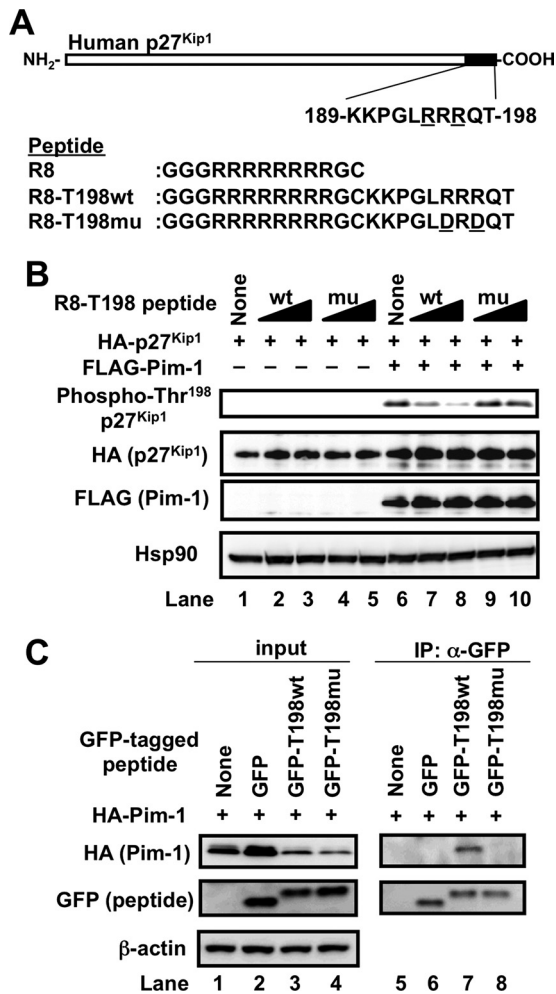 A
Human p27Kip1
NH2- -COOH
189-KKPGLRRRQT-198
Peptide
R8 :GGGRRRRRRRRGC
R8-T198wt :GGGRRRRRRRRGCKKPGLRRRQT
R8-T198mu :GGGRRRRRRRRGCKKPGLDRDQT
B
R8-T198 peptide None wt mu None wt mu
HA-p27Kip1 + + + + + + + + + +
FLAG-Pim-1 – – – – – + + + + +
Phospho-Thr198
p27Kip1
HA (p27Kip1)
FLAG (Pim-1)
Hsp90
Lane 1 2 3 4 5 6 7 8 9 10
C
input IP: α-GFP
GFP-tagged
peptide
None GFP GFP-T198wt GFP-T198mu None GFP GFP-T198wt GFP-T198mu
HA-Pim-1 + + + + + + + +
HA (Pim-1)
GFP (peptide)
β-actin
Lane 1 2 3 4 5 6 7 8